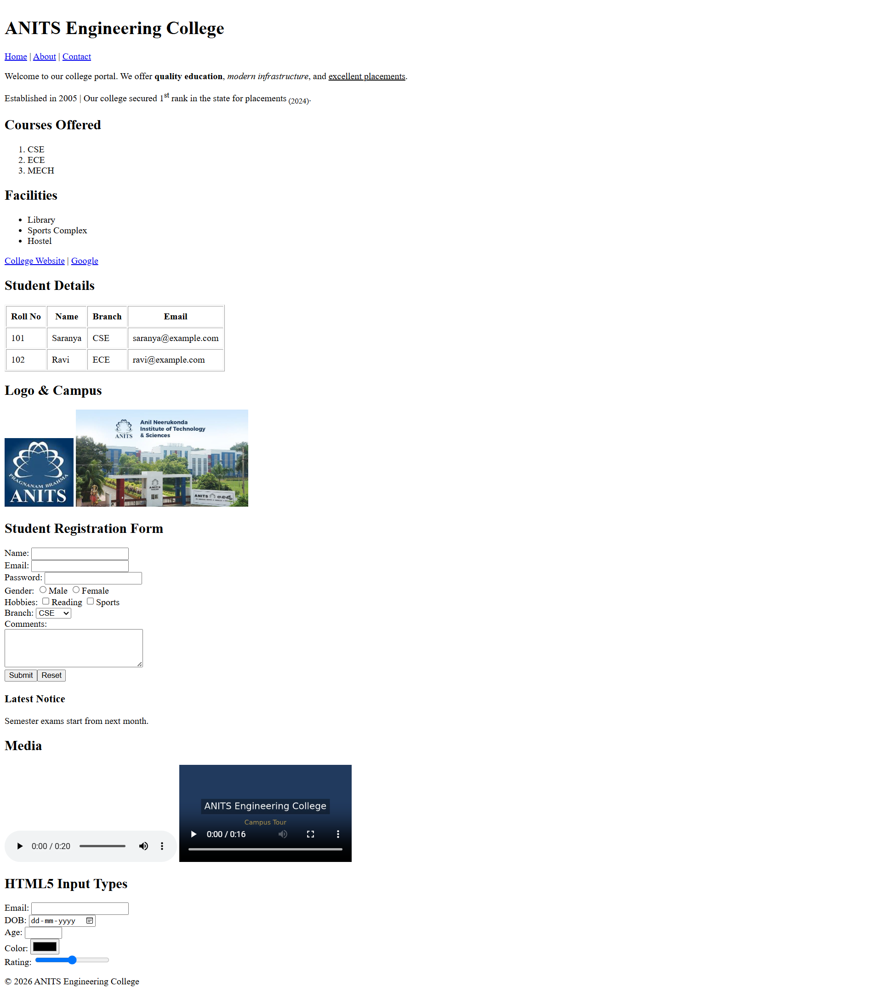 ANITS Engineering College
Home | About | Contact
Welcome to our college portal. We offer quality education, modern infrastructure, and excellent placements.
Established in 2005 | Our college secured 1st rank in the state for placements (2024).
Courses Offered
1. CSE
2. ECE
3. MECH
Facilities
• Library
• Sports Complex
• Hostel
College Website | Google
Student Details
Roll No Name Branch Email
101 Saranya CSE saranya@example.com
102 Ravi ECE ravi@example.com
Logo & Campus
PRAGNANAM BRAHMA
ANITS
Anil Neerukonda
Institute of Technology
& Sciences
ANITS
ANITS
ANITS
ANITS అనిట్స్
Student Registration Form
Name:
Email:
Password:
Gender: Male Female
Hobbies: Reading Sports
Branch: CSE
Comments:
Submit Reset
Latest Notice
Semester exams start from next month.
Media
0:00 / 0:20
ANITS Engineering College
Campus Tour
0:00 / 0:16
HTML5 Input Types
Email:
DOB: dd-mm-yyyy
Age:
Color:
Rating:
© 2026 ANITS Engineering College